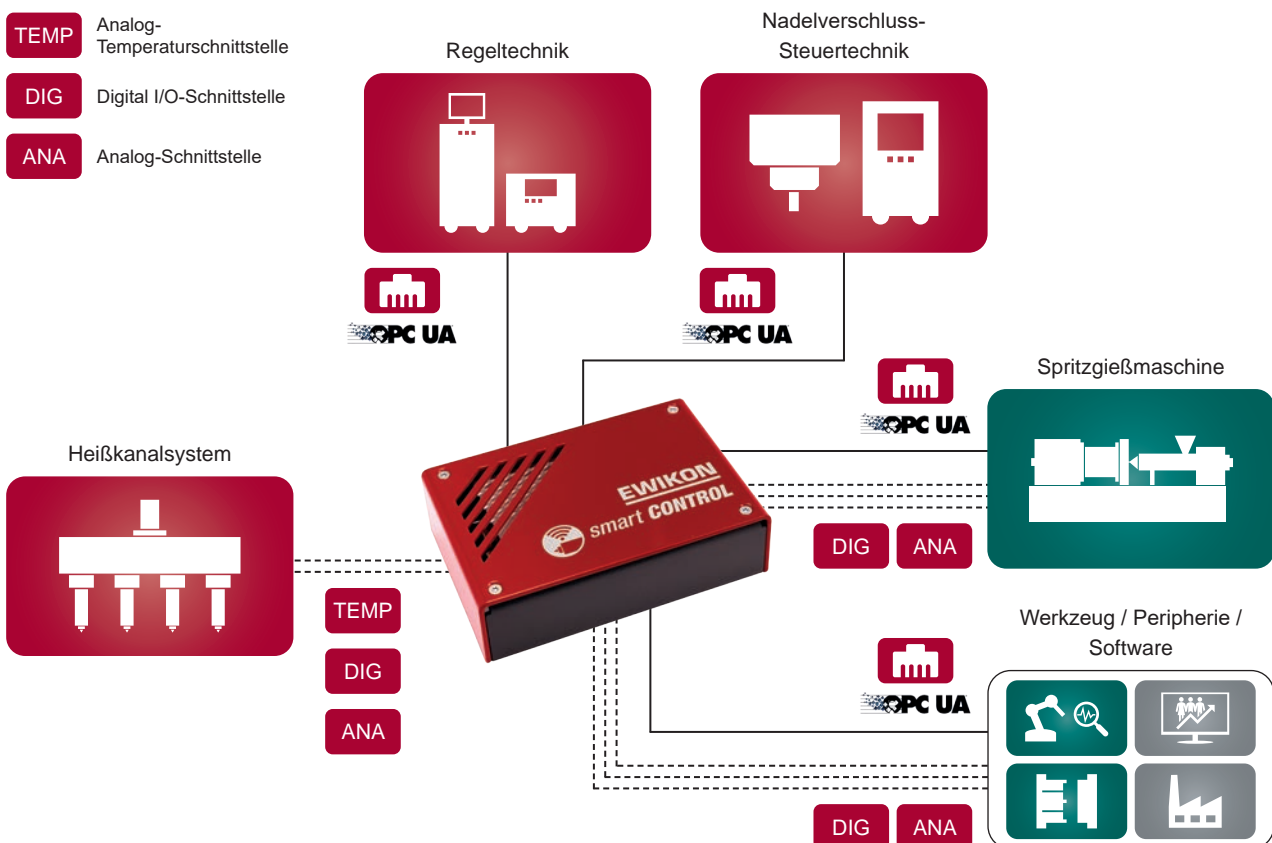 TEMP
Analog-
Temperaturschnittstelle
DIG
Digital I/O-Schnittstelle
ANA
Analog-Schnittstelle
Regeltechnik
Nadelverschluss-
Steuertechnik
OPC UA
OPC UA
Spritzgießmaschine
OPC UA
Heißkanalsystem
EWIKON
smart CONTROL
DIG
ANA
TEMP
DIG
ANA
Werkzeug / Peripherie /
Software
OPC UA
DIG
ANA